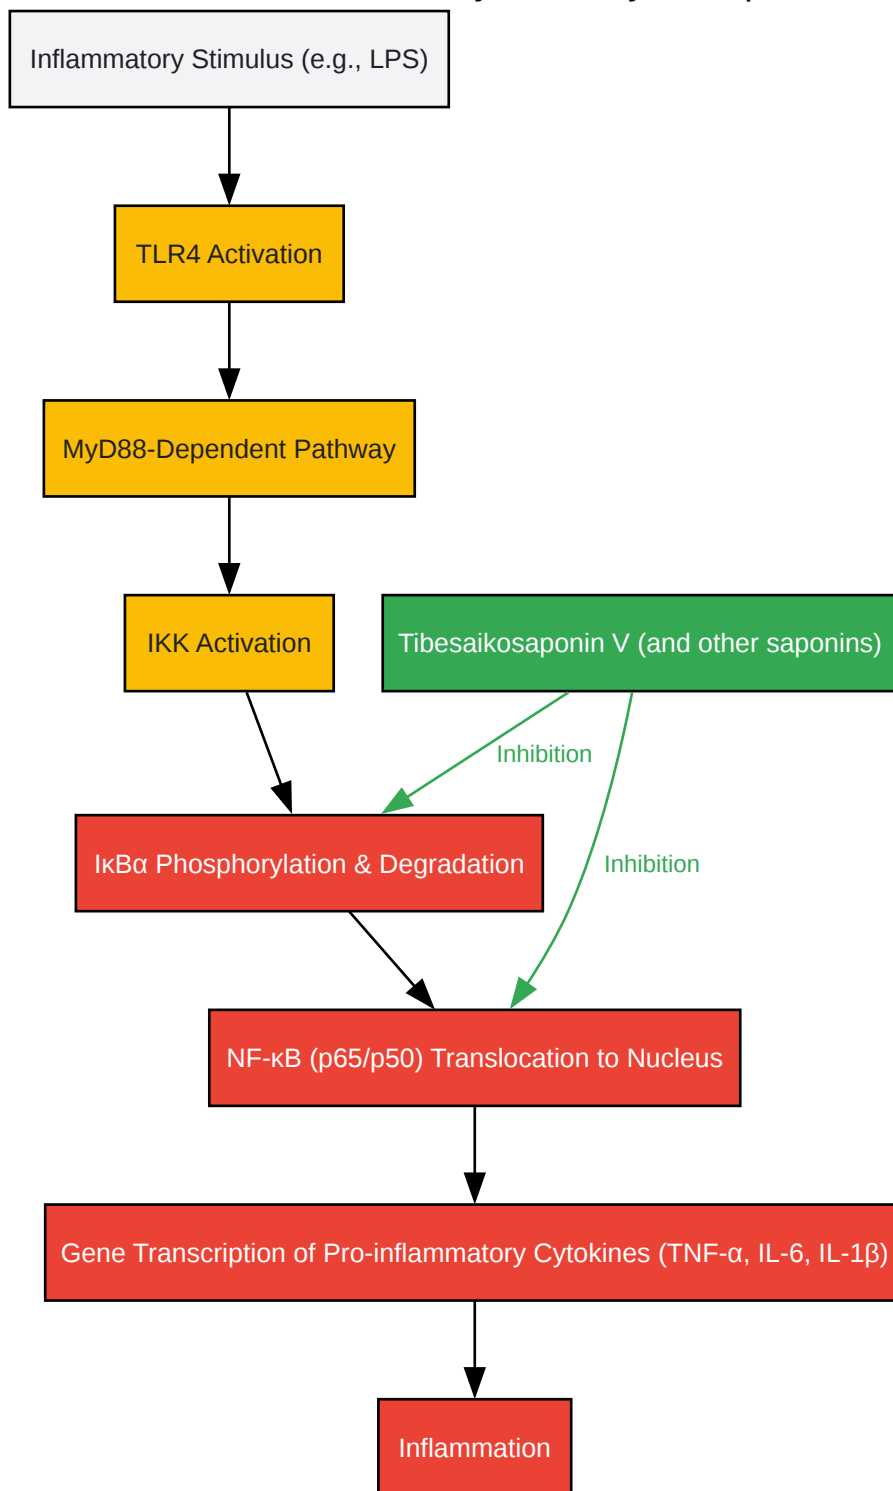 Inflammatory Stimulus (e.g., LPS)
TLR4 Activation
MyD88-Dependent Pathway
IKK Activation
Tibesaikosaponin V (and other saponins)
Inhibition
IκBα Phosphorylation & Degradation
Inhibition
NF-κB (p65/p50) Translocation to Nucleus
Gene Transcription of Pro-inflammatory Cytokines (TNF-α, IL-6, IL-1β)
Inflammation